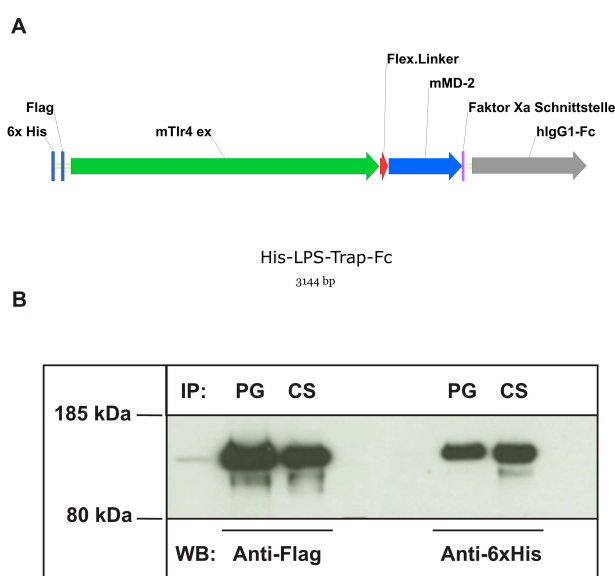 A
Flex.Linker
mMD-2
Flag
Faktor Xa Schnittstelle
6x His
mTlr4 ex
hIgG1-Fc
His-LPS-Trap-Fc
3144 bp
B
IP: PG CS PG CS
185 kDa
80 kDa
WB: Anti-Flag Anti-6xHis